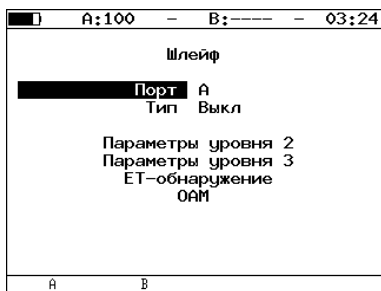 A:100 – B:---- – 03:24
Шлейф
Порт А
Тип Выкл
Параметры уровня 2
Параметры уровня 3
ET-обнаружение
OAM
A B